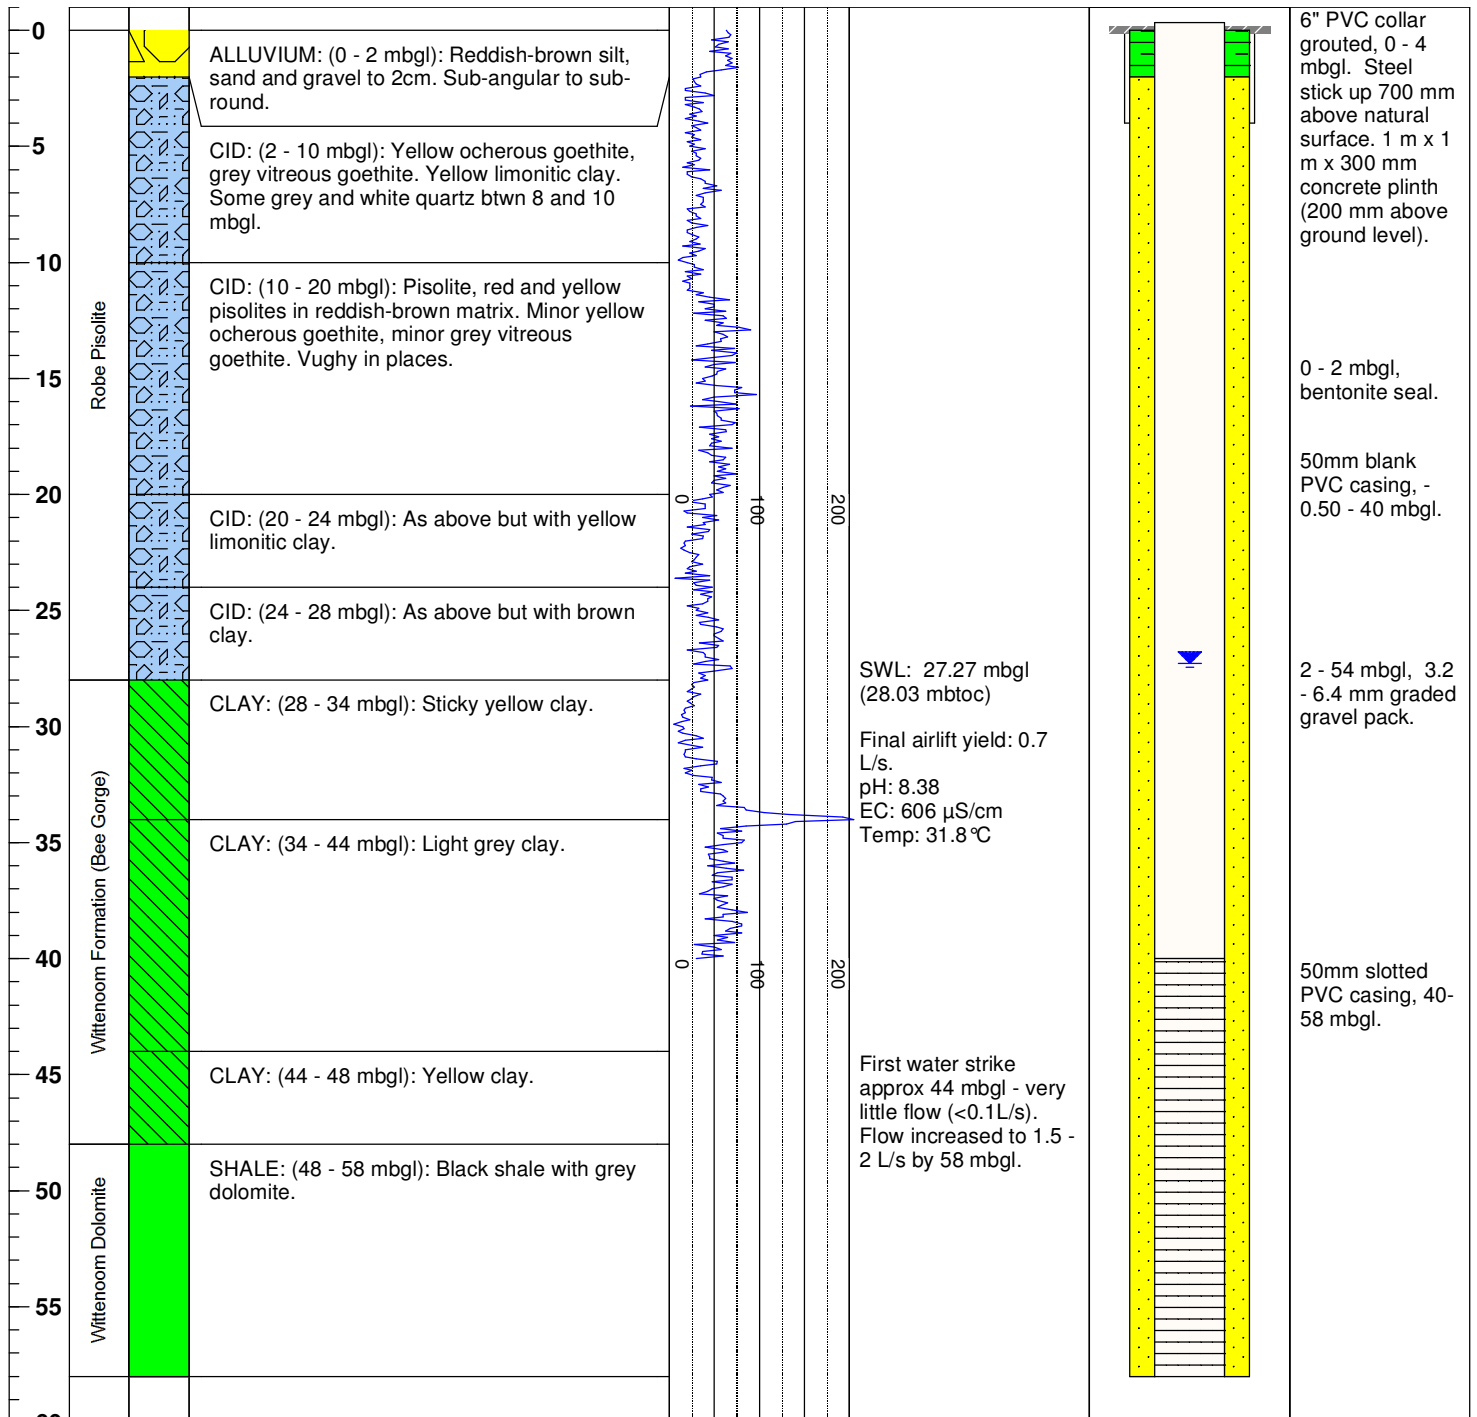 0
5
10
15
20
25
30
35
40
45
50
55
Robe Pisolite
Wittenoom Formation (Bee Gorge)
Wittenoom Dolomite
ALLUVIUM: (0 - 2 mbgl): Reddish-brown silt,
sand and gravel to 2cm. Sub-angular to sub-
round.
CID: (2 - 10 mbgl): Yellow ocherous goethite,
grey vitreous goethite. Yellow limonitic clay.
Some grey and white quartz btwn 8 and 10
mbgl.
CID: (10 - 20 mbgl): Pisolite, red and yellow
pisolites in reddish-brown matrix. Minor yellow
ocherous goethite, minor grey vitreous
goethite. Vughy in places.
CID: (20 - 24 mbgl): As above but with yellow
limonitic clay.
CID: (24 - 28 mbgl): As above but with brown
clay.
CLAY: (28 - 34 mbgl): Sticky yellow clay.
CLAY: (34 - 44 mbgl): Light grey clay.
CLAY: (44 - 48 mbgl): Yellow clay.
SHALE: (48 - 58 mbgl): Black shale with grey
dolomite.
0
100
200
0
100
200
SWL: 27.27 mbgl
(28.03 mbtoc)
Final airlift yield: 0.7
L/s.
pH: 8.38
EC: 606 µS/cm
Temp: 31.8°C
First water strike
approx 44 mbgl - very
little flow (<0.1L/s).
Flow increased to 1.5 -
2 L/s by 58 mbgl.
6" PVC collar
grouted, 0 - 4
mbgl. Steel
stick up 700 mm
above natural
surface. 1 m x 1
m x 300 mm
concrete plinth
(200 mm above
ground level).
0 - 2 mbgl,
bentonite seal.
50mm blank
PVC casing, -
0.50 - 40 mbgl.
2 - 54 mbgl, 3.2
- 6.4 mm graded
gravel pack.
50mm slotted
PVC casing, 40-
58 mbgl.